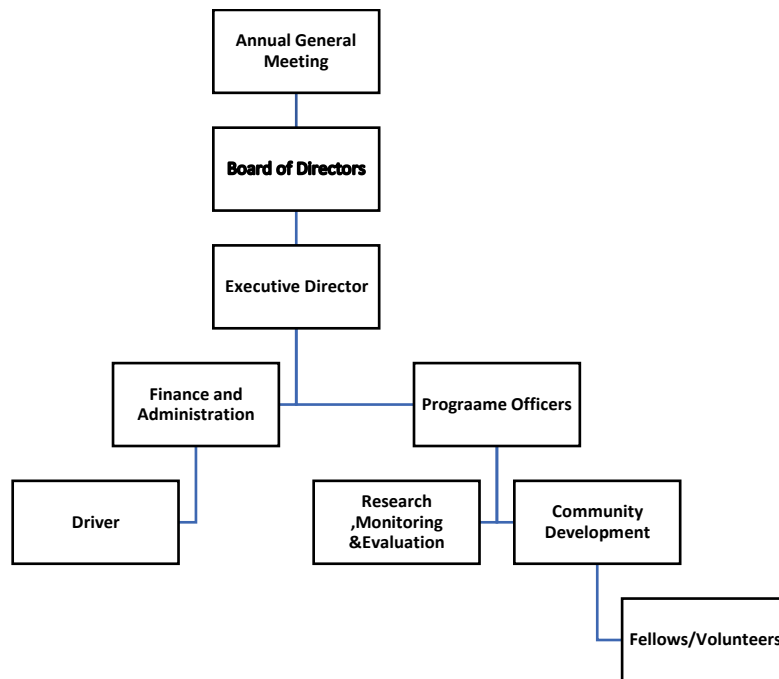 Annual General
Meeting
Board of Directors
Executive Director
Finance and
Administration
Prograame Officers
Driver
Research
,Monitoring
&Evaluation
Community
Development
Fellows/Volunteers